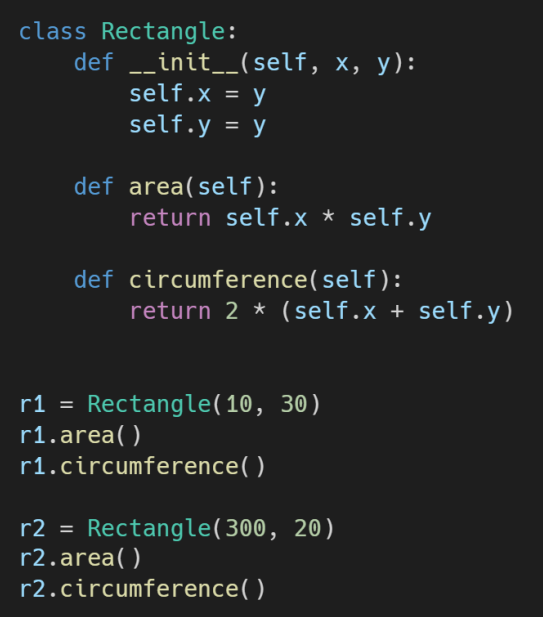 class Rectangle:
    def __init__(self, x, y):
        self.x = y
        self.y = y

    def area(self):
        return self.x * self.y

    def circumference(self):
        return 2 * (self.x + self.y)


r1 = Rectangle(10, 30)
r1.area()
r1.circumference()

r2 = Rectangle(300, 20)
r2.area()
r2.circumference()